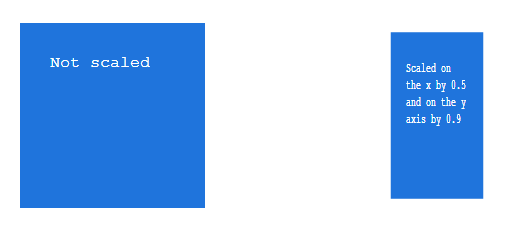 Not scaled
Scaled on
the x by 0.5
and on the y
axis by 0.9